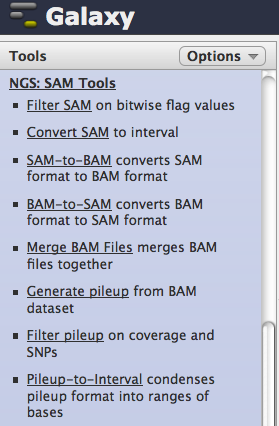 Galaxy
Tools
Options
NGS: SAM Tools
Filter SAM on bitwise flag values
Convert SAM to interval
SAM-to-BAM converts SAM
format to BAM format
BAM-to-SAM converts BAM
format to SAM format
Merge BAM Files merges BAM
files together
Generate pileup from BAM
dataset
Filter pileup on coverage and
SNPs
Pileup-to-Interval condenses
pileup format into ranges of
bases